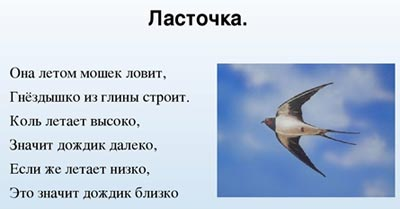 Ласточка.
Она летом мошек ловит,
Гнёздышко из глины строит.
Коль летает высоко,
Значит дождик далеко,
Если же летает низко,
Это значит дождик близко